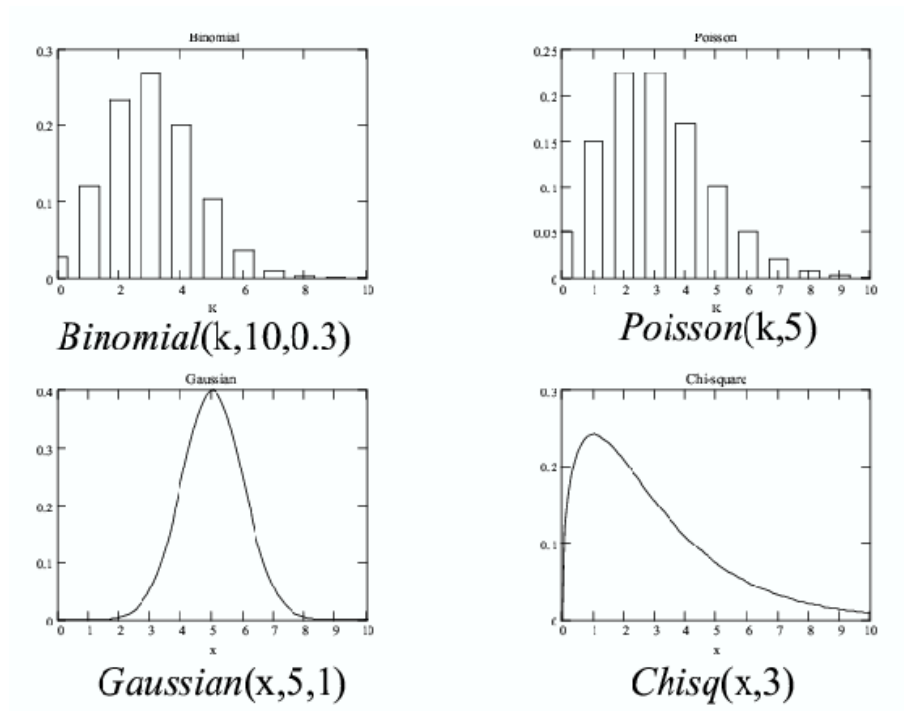 Binomial
0.3
0.2
0.1
0
0 2 4 6 8 10
K
Binomial(k,10,0.3)
Poisson
0.25
0.2
0.15
0.1
0.05
0
0 1 2 3 4 5 6 7 8 9 10
K
Poisson(k,5)
Gaussian
0.4
0.3
0.2
0.1
0
0 1 2 3 4 5 6 7 8 9 10
x
Gaussian(x,5,1)
Chi-square
0.3
0.2
0.1
0
0 1 2 3 4 5 6 7 8 9 10
x
Chisq(x,3)